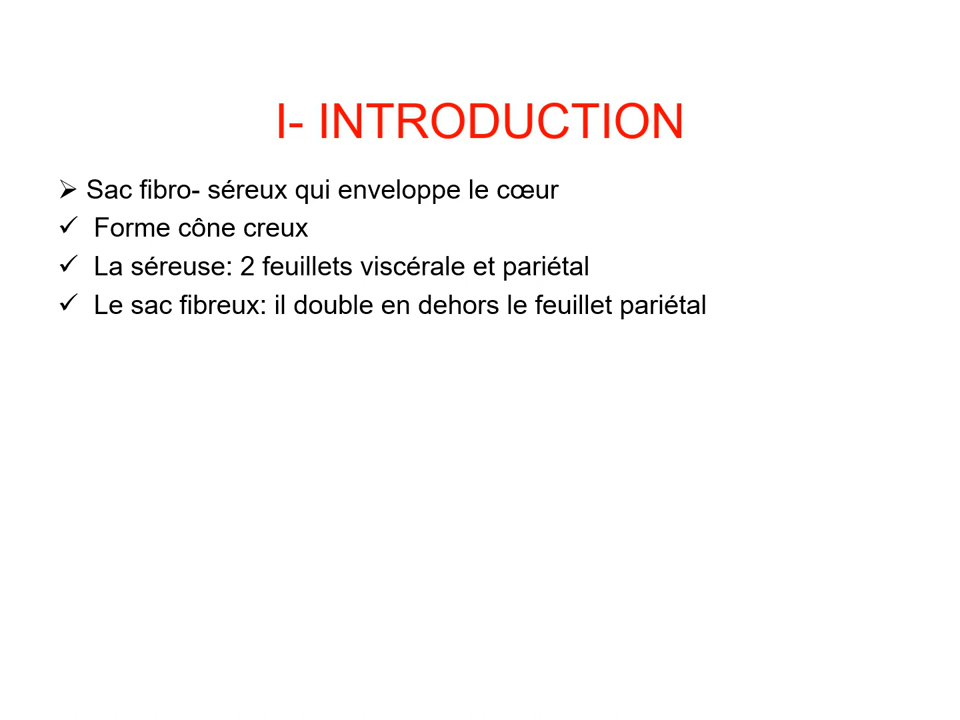 I- INTRODUCTION
➢ Sac fibro- séreux qui enveloppe le cœur
✓ Forme cône creux
✓ La séreuse: 2 feuillets viscérale et pariétal
✓ Le sac fibreux: il double en dehors le feuillet pariétal